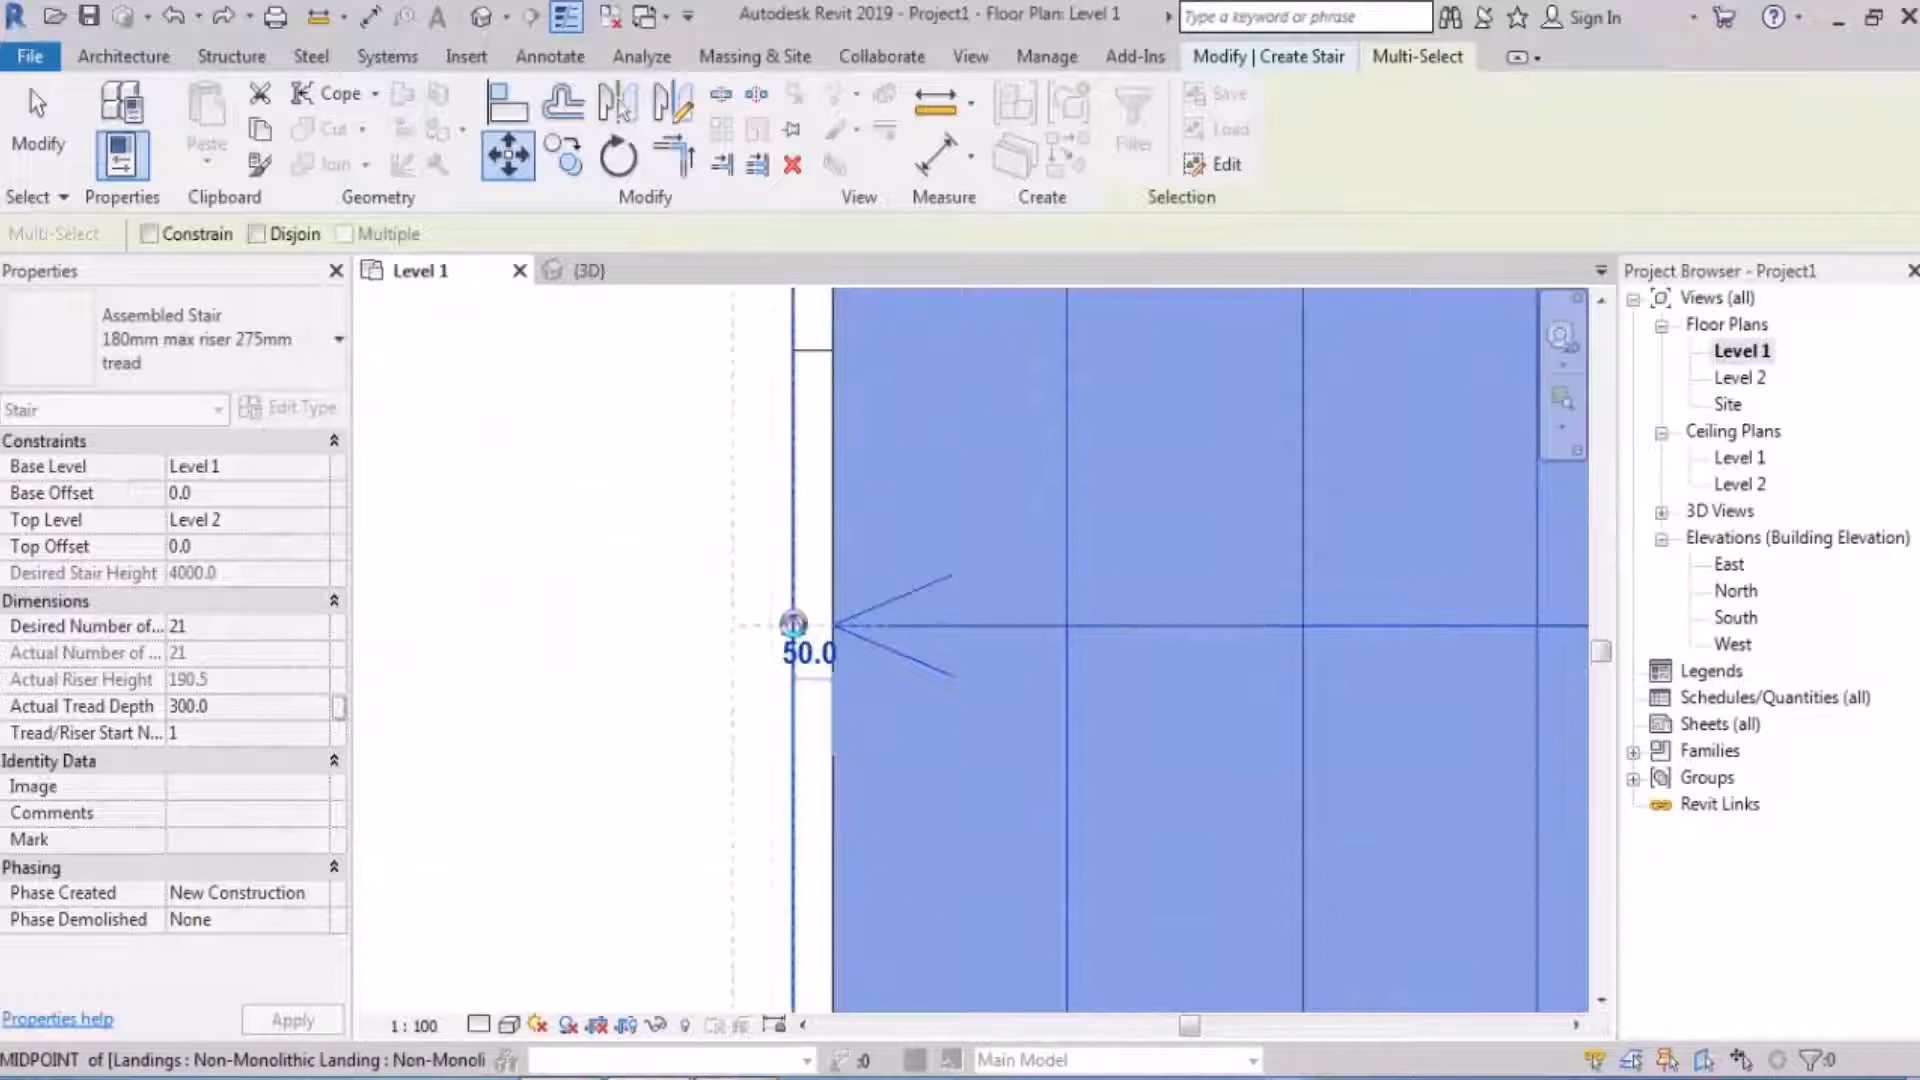 Autodesk Revit 2019 - Project1 - Floor Plan: Level 1
Type a keyword or phrase
Sign In
File
Architecture
Structure
Steel
Systems
Insert
Annotate
Analyze
Massing & Site
Collaborate
View
Manage
Add-Ins
Modify | Create Stair
Multi-Select
Modify
Paste
Cope
Cut
Join
Filter
Save
Load
Edit
Select
Properties
Clipboard
Geometry
Modify
View
Measure
Create
Selection
Multi-Select
Constrain
Disjoin
Multiple
Properties
Level 1
{3D}
Project Browser - Project1
Assembled Stair
180mm max riser 275mm
tread
Stair
Edit Type
Constraints
Base Level Level 1
Base Offset 0.0
Top Level Level 2
Top Offset 0.0
Desired Stair Height 4000.0
Dimensions
Desired Number of... 21
Actual Number of ... 21
Actual Riser Height 190.5
Actual Tread Depth 300.0
Tread/Riser Start N... 1
Identity Data
Image
Comments
Mark
Phasing
Phase Created New Construction
Phase Demolished None
Properties help
Apply
50.0
2D
Views (all)
Floor Plans
Level 1
Level 2
Site
Ceiling Plans
Level 1
Level 2
3D Views
Elevations (Building Elevation)
East
North
South
West
Legends
Schedules/Quantities (all)
Sheets (all)
Families
Groups
Revit Links
1 : 100
MIDPOINT of [Landings : Non-Monolithic Landing : Non-Monoli
:0
Main Model
:0